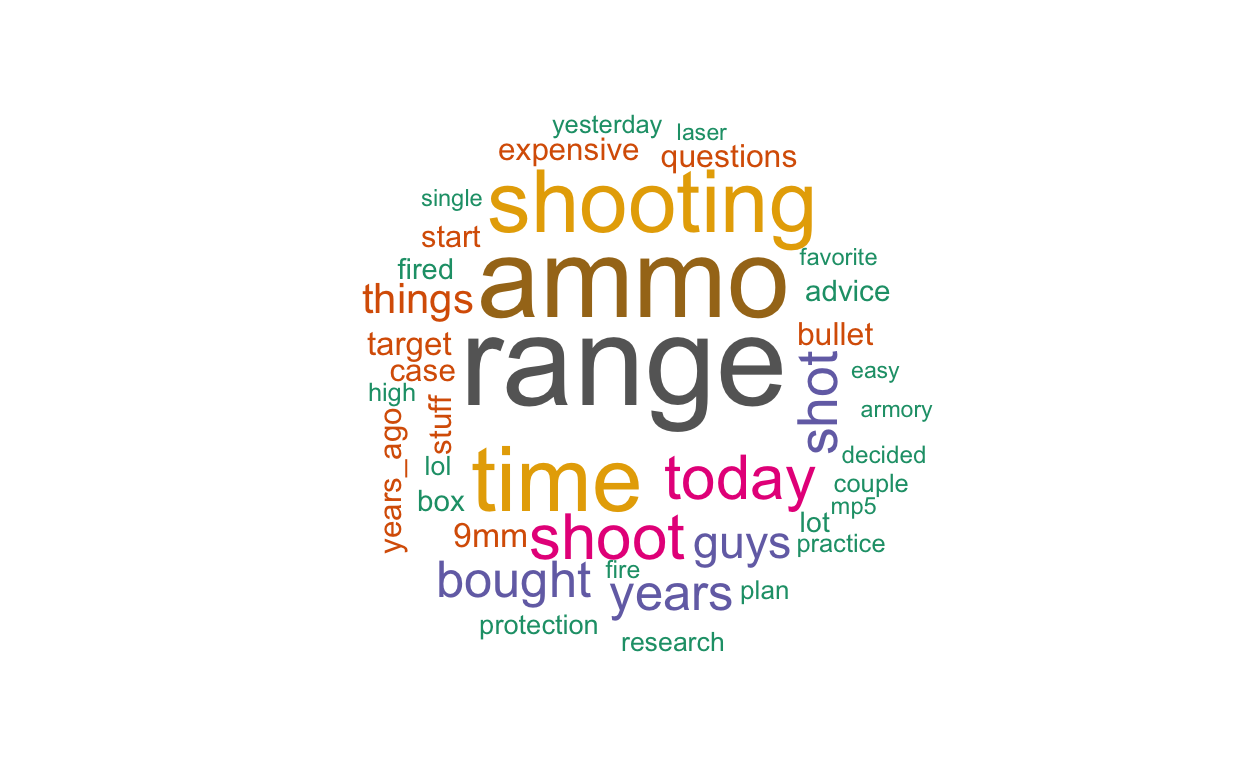 yesterday
laser
expensive
questions
shooting
single
start
ammo
favorite
fired
advice
things
range
bullet
target
shot
case
easy
high
stuff
armory
years_ago
time
today
decided
lol
couple
box
mp5
lot
9mm
shoot
guys
practice
bought
fire
years
plan
protection
research